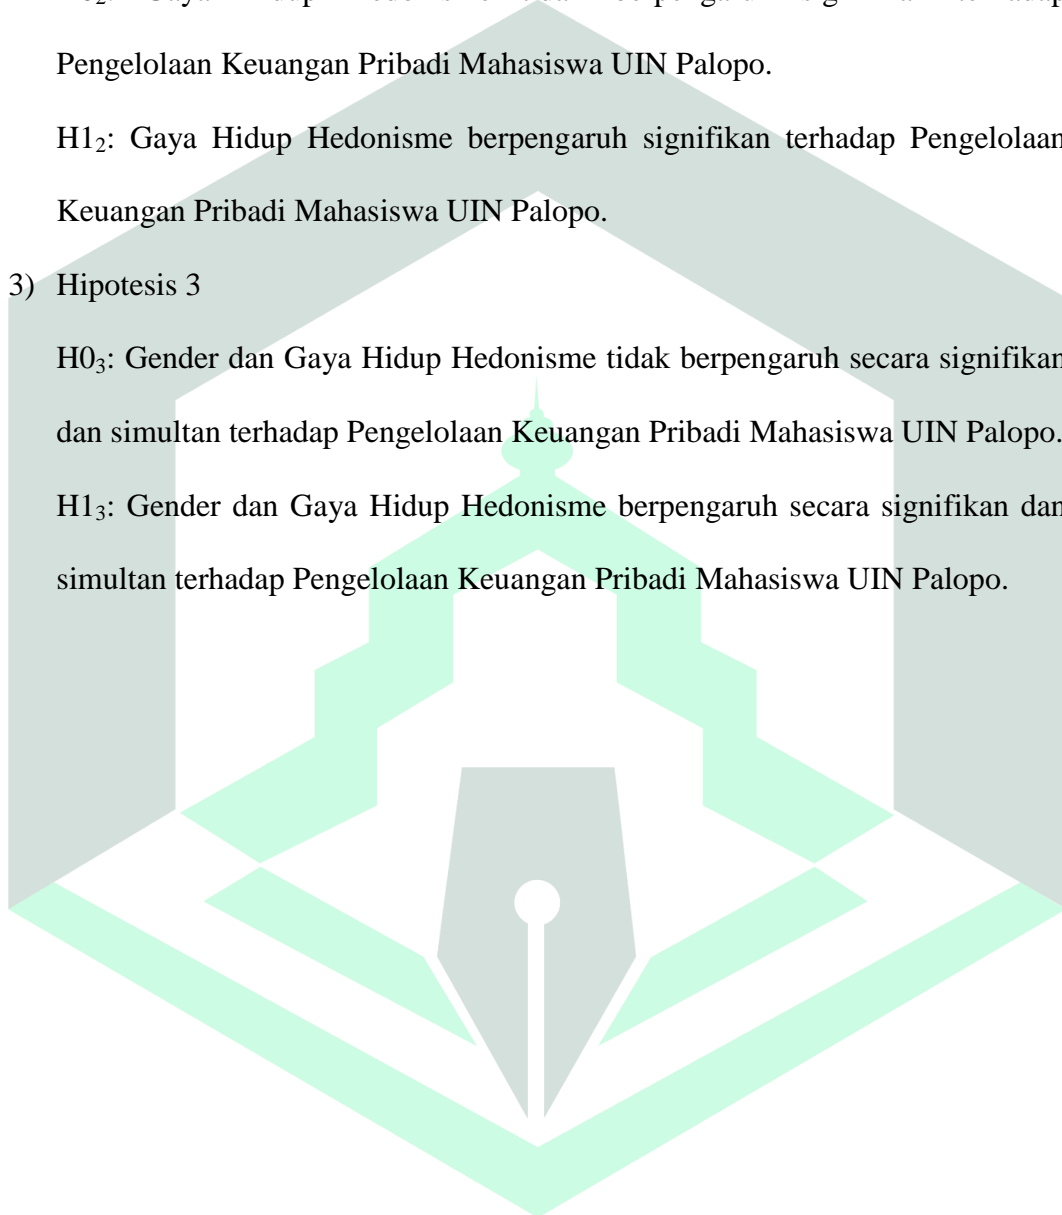 Pengelolaan Keuangan Pribadi Mahasiswa UIN Palopo.
H1₂: Gaya Hidup Hedonisme berpengaruh signifikan terhadap Pengelolaan
Keuangan Pribadi Mahasiswa UIN Palopo.
3) Hipotesis 3
H0₃: Gender dan Gaya Hidup Hedonisme tidak berpengaruh secara signifikan
dan simultan terhadap Pengelolaan Keuangan Pribadi Mahasiswa UIN Palopo.
H1₃: Gender dan Gaya Hidup Hedonisme berpengaruh secara signifikan dan
simultan terhadap Pengelolaan Keuangan Pribadi Mahasiswa UIN Palopo.